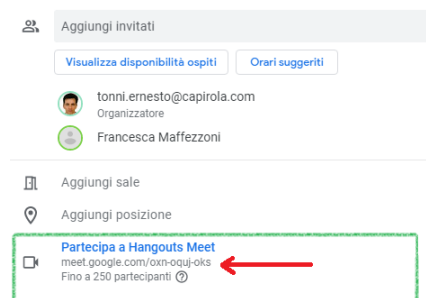 Aggiungi invitati
Visualizza disponibilità ospiti Orari suggeriti
tonni.ernesto@capirola.com
Organizzatore
Francesca Maffezzoni
Aggiungi sale
Aggiungi posizione
Partecipa a Hangouts Meet
meet.google.com/oxn-oquj-oks
Fino a 250 partecipanti ?